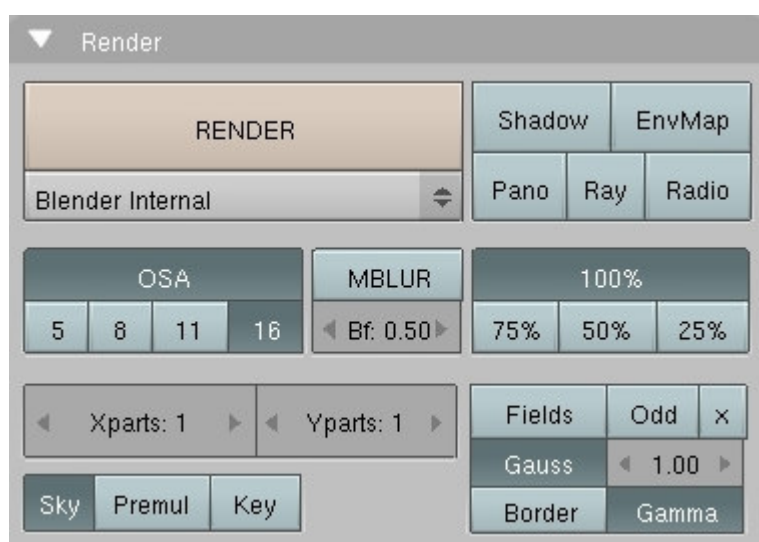 Render
RENDER
Shadow EnvMap
Blender Internal
Pano Ray Radio
OSA MBLUR 100%
5 8 11 16 Bf: 0.50 75% 50% 25%
Xparts: 1 Yparts: 1 Fields Odd x
Gauss 1.00
Sky Premul Key Border Gamma